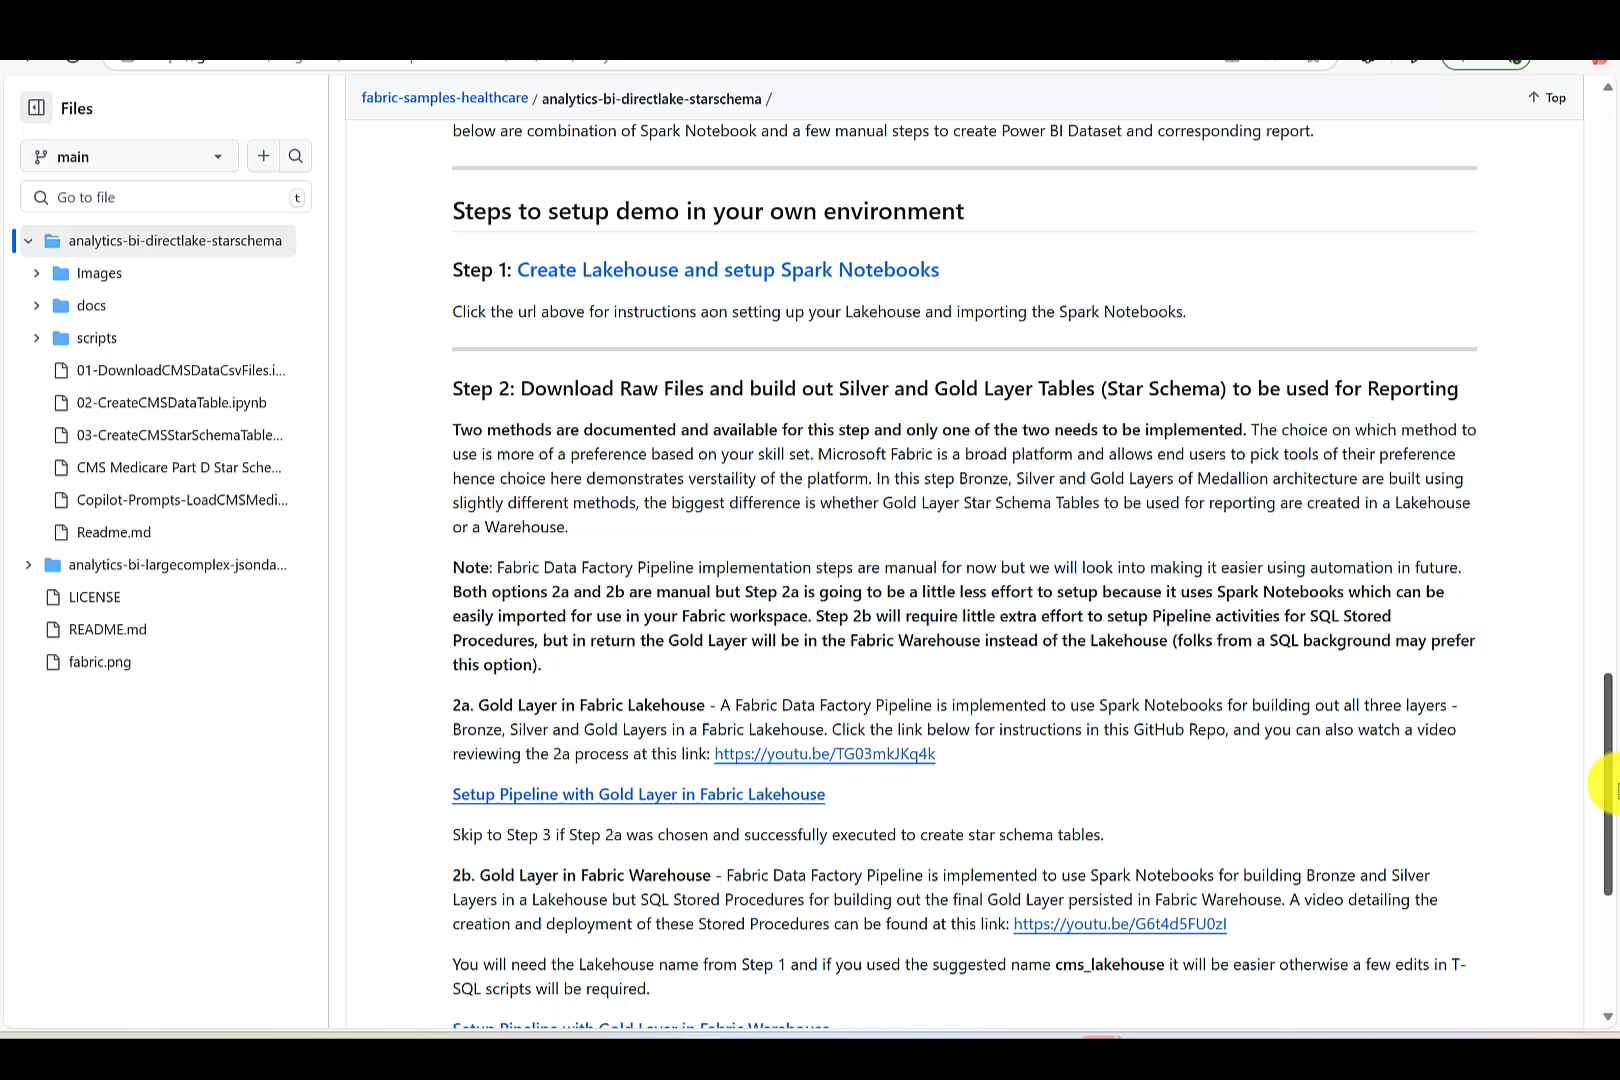 Files
fabric-samples-healthcare / analytics-bi-directlake-starschema /
Top
main
Go to file
t
analytics-bi-directlake-starschema
Images
docs
scripts
01-DownloadCMSDataCsvFiles.i...
02-CreateCMSDataTable.ipynb
03-CreateCMSStarSchemaTable...
CMS Medicare Part D Star Sche...
Copilot-Prompts-LoadCMSMedi...
Readme.md
analytics-bi-largecomplex-jsonda...
LICENSE
README.md
fabric.png
below are combination of Spark Notebook and a few manual steps to create Power BI Dataset and corresponding report.
Steps to setup demo in your own environment
Step 1: Create Lakehouse and setup Spark Notebooks
Click the url above for instructions aon setting up your Lakehouse and importing the Spark Notebooks.
Step 2: Download Raw Files and build out Silver and Gold Layer Tables (Star Schema) to be used for Reporting
Two methods are documented and available for this step and only one of the two needs to be implemented. The choice on which method to
use is more of a preference based on your skill set. Microsoft Fabric is a broad platform and allows end users to pick tools of their preference
hence choice here demonstrates verstaility of the platform. In this step Bronze, Silver and Gold Layers of Medallion architecture are built using
slightly different methods, the biggest difference is whether Gold Layer Star Schema Tables to be used for reporting are created in a Lakehouse
or a Warehouse.
Note: Fabric Data Factory Pipeline implementation steps are manual for now but we will look into making it easier using automation in future.
Both options 2a and 2b are manual but Step 2a is going to be a little less effort to setup because it uses Spark Notebooks which can be
easily imported for use in your Fabric workspace. Step 2b will require little extra effort to setup Pipeline activities for SQL Stored
Procedures, but in return the Gold Layer will be in the Fabric Warehouse instead of the Lakehouse (folks from a SQL background may prefer
this option).
2a. Gold Layer in Fabric Lakehouse - A Fabric Data Factory Pipeline is implemented to use Spark Notebooks for building out all three layers -
Bronze, Silver and Gold Layers in a Fabric Lakehouse. Click the link below for instructions in this GitHub Repo, and you can also watch a video
reviewing the 2a process at this link: https://youtu.be/TG03mkJKq4k
Setup Pipeline with Gold Layer in Fabric Lakehouse
Skip to Step 3 if Step 2a was chosen and successfully executed to create star schema tables.
2b. Gold Layer in Fabric Warehouse - Fabric Data Factory Pipeline is implemented to use Spark Notebooks for building Bronze and Silver
Layers in a Lakehouse but SQL Stored Procedures for building out the final Gold Layer persisted in Fabric Warehouse. A video detailing the
creation and deployment of these Stored Procedures can be found at this link: https://youtu.be/G6t4d5FU0zI
You will need the Lakehouse name from Step 1 and if you used the suggested name cms_lakehouse it will be easier otherwise a few edits in T-
SQL scripts will be required.
Setup Pipeline with Gold Layer in Fabric Warehouse